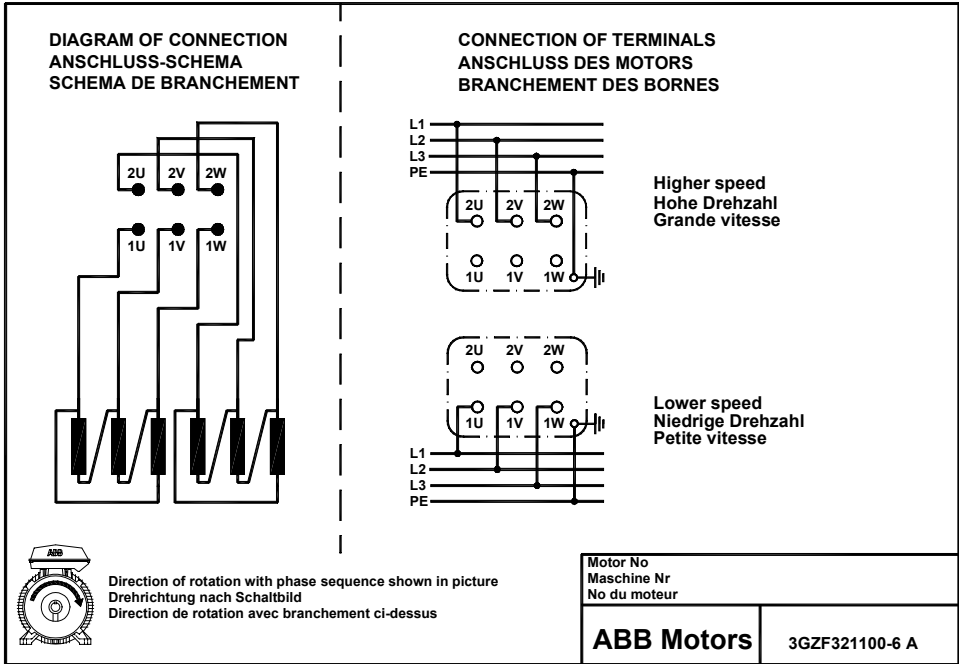 DIAGRAM OF CONNECTION
ANSCHLUSS-SCHEMA
SCHEMA DE BRANCHEMENT
CONNECTION OF TERMINALS
ANSCHLUSS DES MOTORS
BRANCHEMENT DES BORNES
2U 2V 2W
1U 1V 1W
L1
L2
L3
PE
2U 2V 2W
1U 1V 1W
Higher speed
Hohe Drehzahl
Grande vitesse
2U 2V 2W
1U 1V 1W
L1
L2
L3
PE
Lower speed
Niedrige Drehzahl
Petite vitesse
ABB
Direction of rotation with phase sequence shown in picture
Drehrichtung nach Schaltbild
Direction de rotation avec branchement ci-dessus
Motor No
Maschine Nr
No du moteur
ABB Motors
3GZF321100-6 A